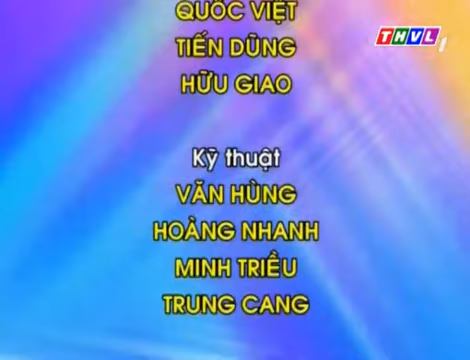 QUỐC VIỆT
THVL1
TIẾN DŨNG
HỮU GIAO
Kỹ thuật
VĂN HÙNG
HOÀNG NHANH
MINH TRIỀU
TRUNG CANG